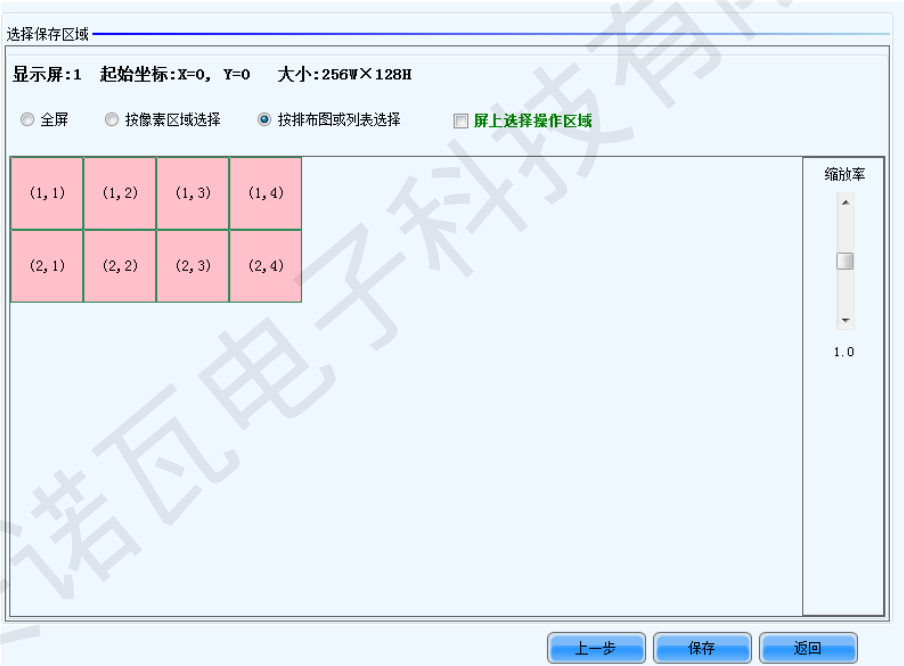 选择保存区域
显示屏:1 起始坐标:X=0, Y=0 大小:256W×128H
全屏 按像素区域选择 按排布图或列表选择 屏上选择操作区域
(1,1) (1,2) (1,3) (1,4) 缩放率
(2,1) (2,2) (2,3) (2,4)
1.0
上一步 保存 返回
诺瓦电子科技有